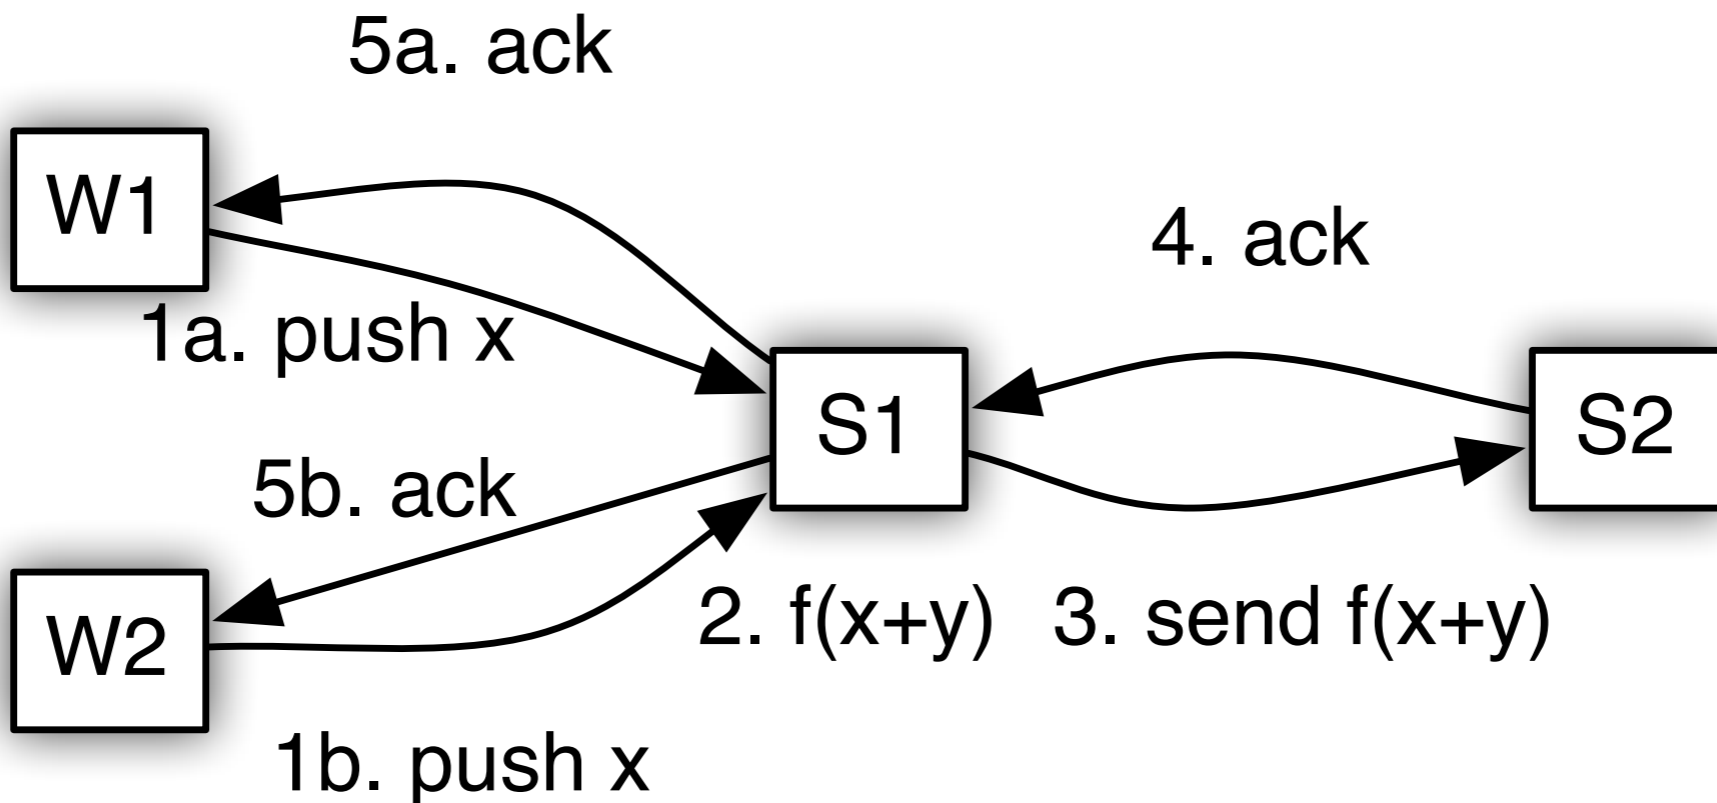 5a. ack
W1
4. ack
1a. push x
S1
S2
5b. ack
2. f(x+y)
3. send f(x+y)
W2
1b. push x